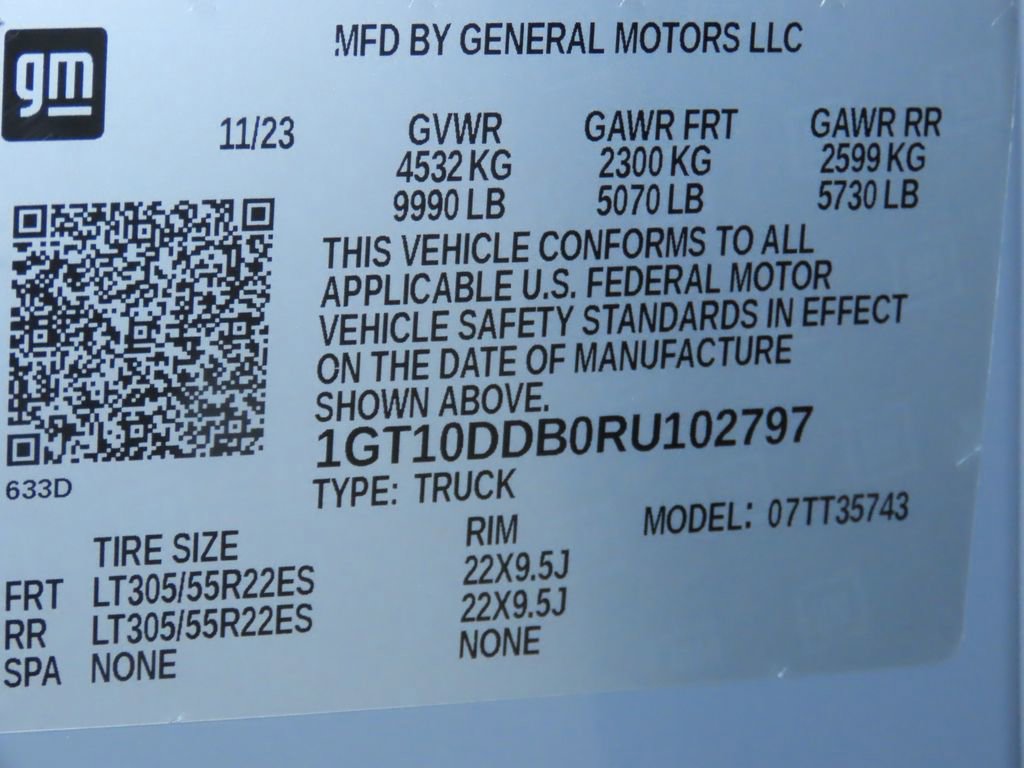 gm
MFD BY GENERAL MOTORS LLC
11/23 GVWR GAWR FRT GAWR RR
4532 KG 2300 KG 2599 KG
9990 LB 5070 LB 5730 LB
THIS VEHICLE CONFORMS TO ALL
APPLICABLE U.S. FEDERAL MOTOR
VEHICLE SAFETY STANDARDS IN EFFECT
ON THE DATE OF MANUFACTURE
SHOWN ABOVE.
1GT10DDB0RU102797
633D
TYPE: TRUCK
MODEL: 07TT35743
TIRE SIZE RIM
FRT LT305/55R22ES 22X9.5J
RR LT305/55R22ES 22X9.5J
SPA NONE NONE